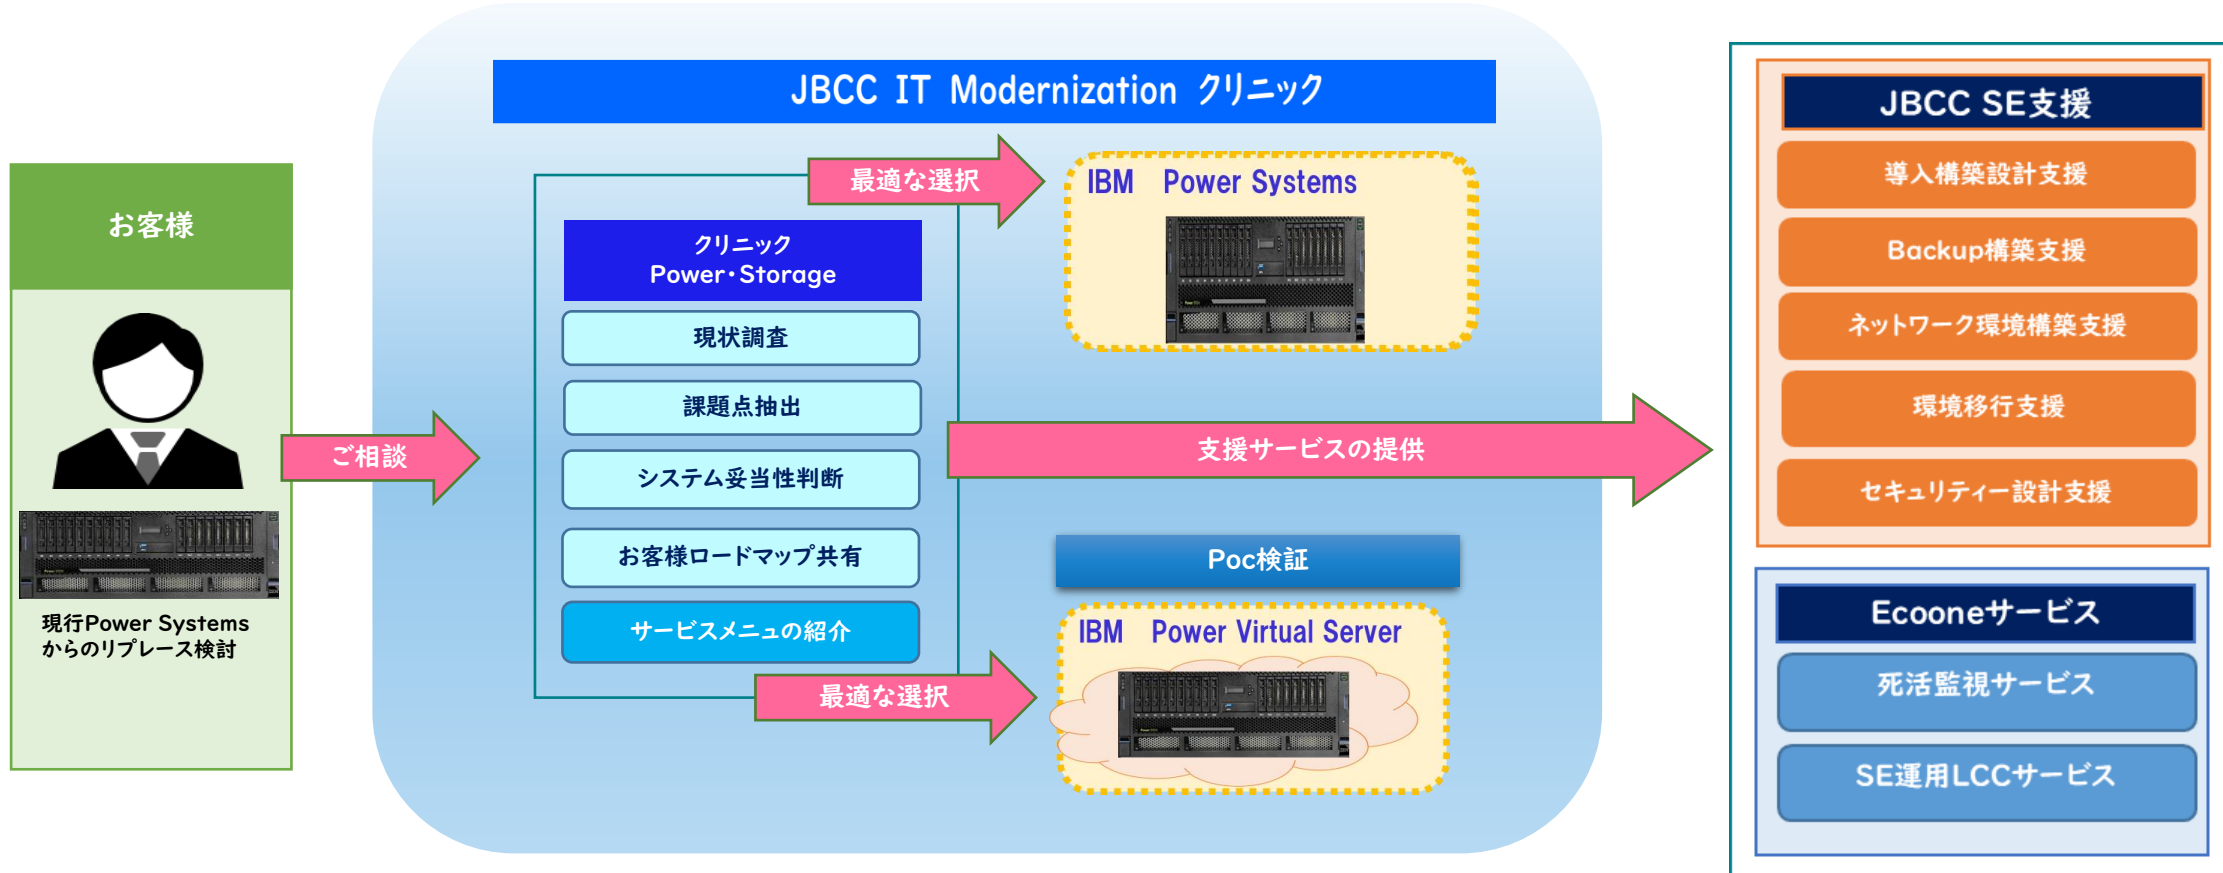 JBCC IT Modernization クリニック
お客様
現行Power Systems
からのリプレース検討
ご相談
クリニック
Power・Storage
現状調査
課題点抽出
システム妥当性判断
お客様ロードマップ共有
サービスメニュの紹介
最適な選択
IBM Power Systems
支援サービスの提供
Poc検証
最適な選択
IBM Power Virtual Server
JBCC SE支援
導入構築設計支援
Backup構築支援
ネットワーク環境構築支援
環境移行支援
セキュリティー設計支援
Ecooneサービス
死活監視サービス
SE運用LCCサービス